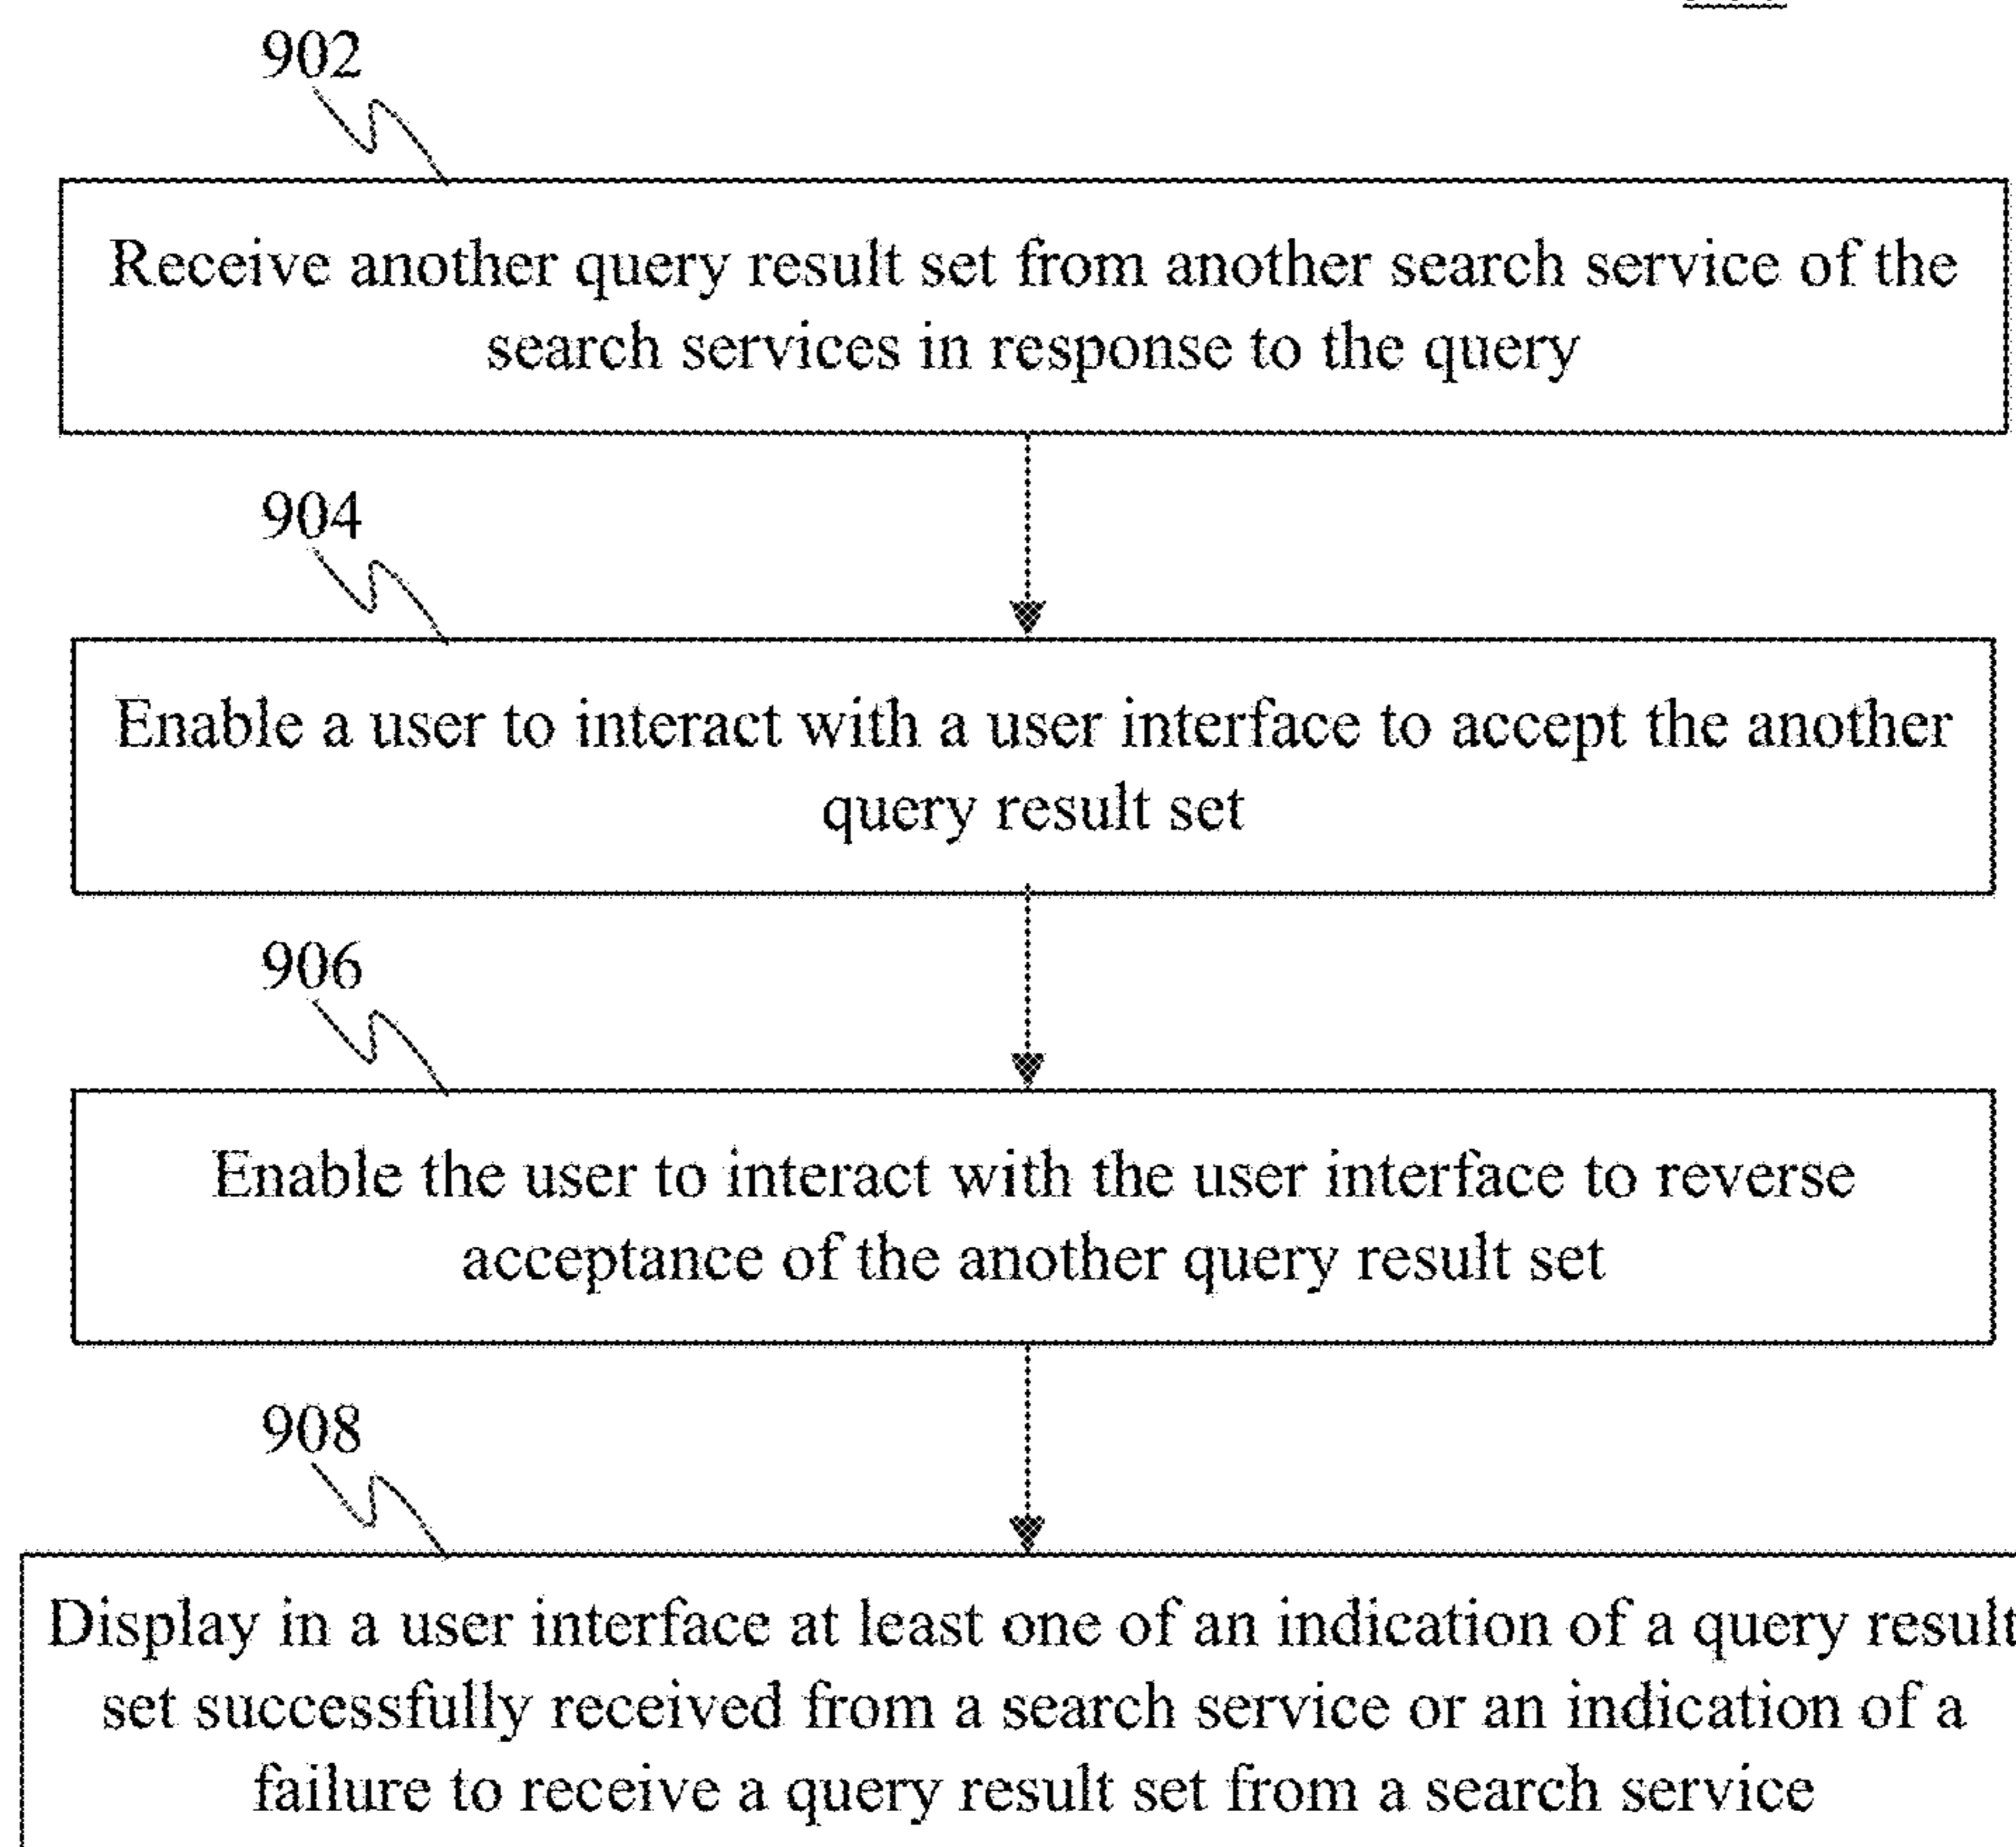 902
Receive another query result set from another search service of the
search services in response to the query
904
Enable a user to interact with a user interface to accept the another
query result set
906
Enable the user to interact with the user interface to reverse
acceptance of the another query result set
908
Display in a user interface at least one of an indication of a query result
set successfully received from a search service or an indication of a
failure to receive a query result set from a search service